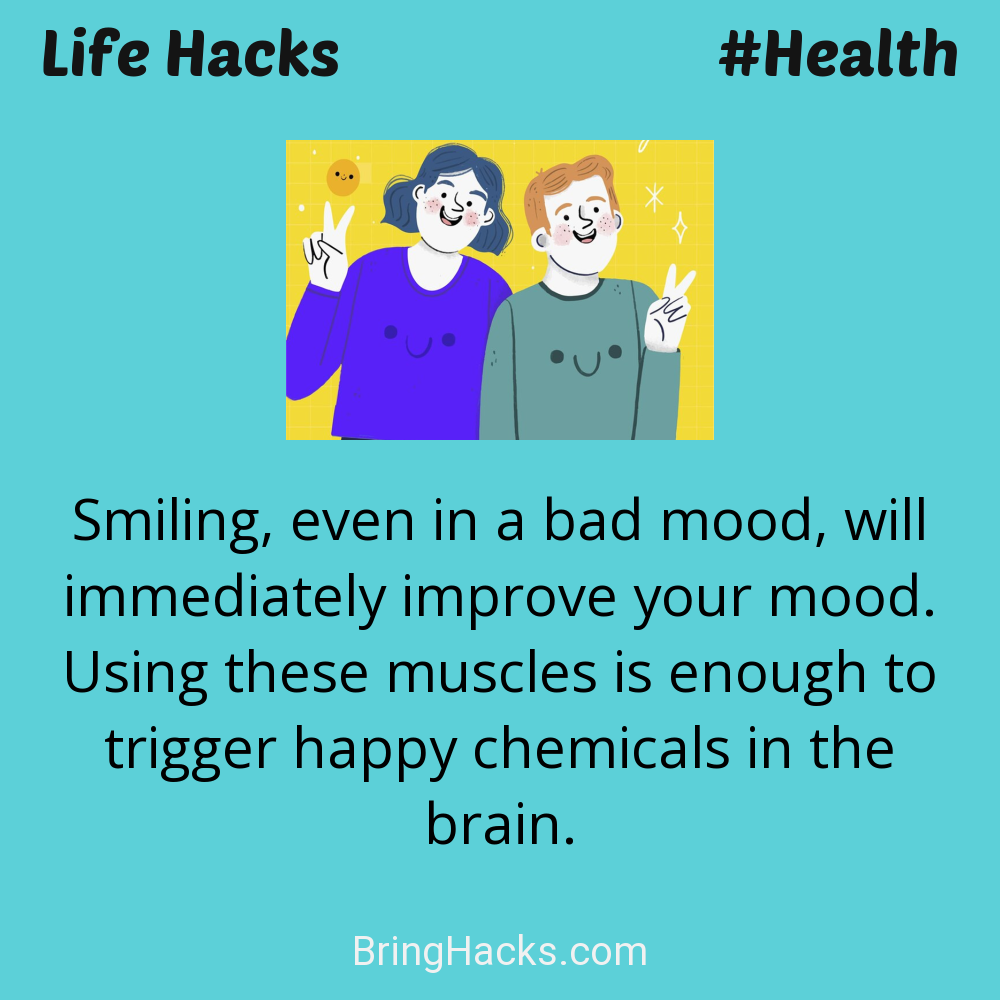 Life Hacks
#Health
Smiling, even in a bad mood, will
immediately improve your mood.
Using these muscles is enough to
trigger happy chemicals in the
brain.
BringHacks.com